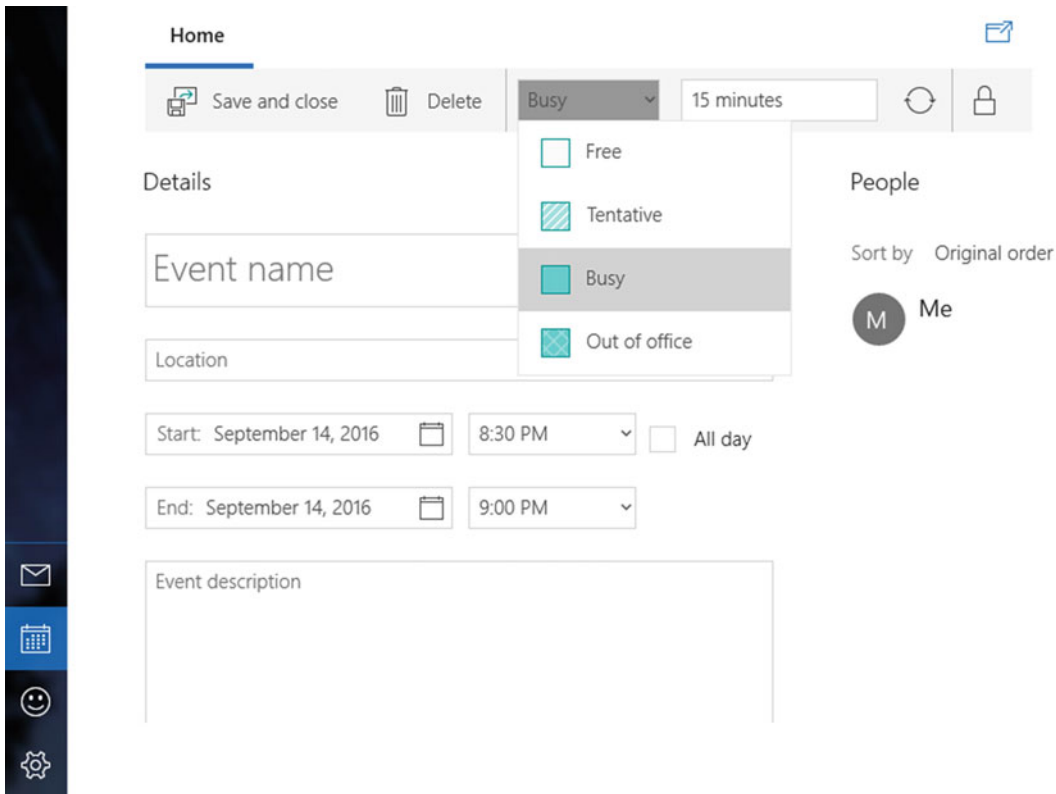 Home
Save and close Delete Busy 15 minutes
Free
Details People
Tentative
Event name Sort by Original order
Busy
M Me
Out of office
Location
Start: September 14, 2016 8:30 PM All day
End: September 14, 2016 9:00 PM
Event description